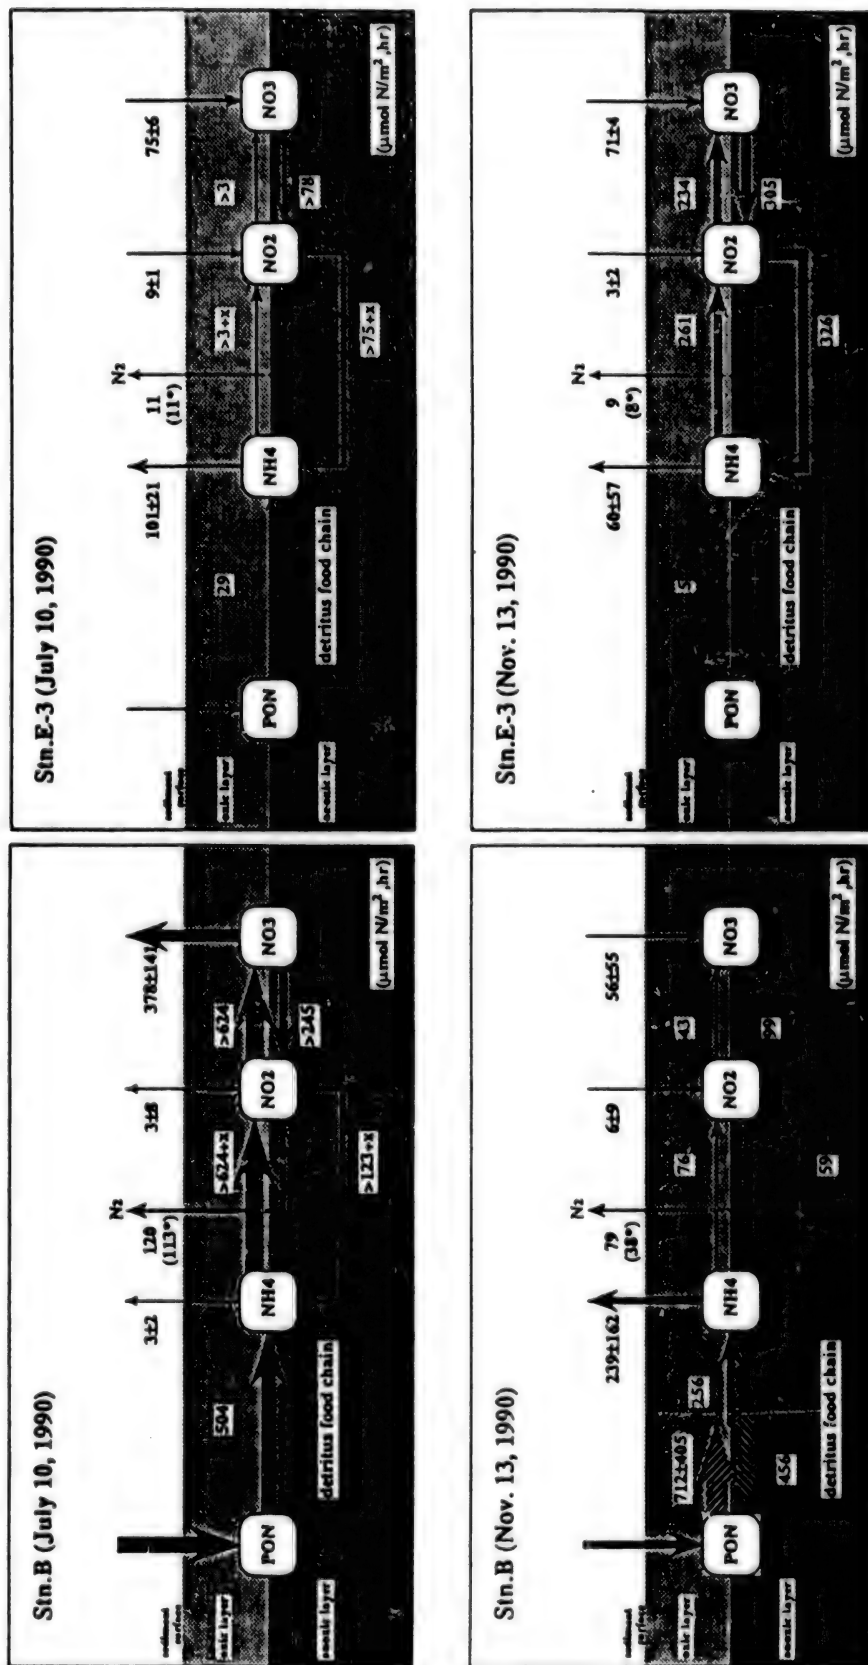 Stn.B (July 10, 1990)
sediment
surface
oxic layer
anoxic layer
PON
504
detritus food chain
3±2
NH4
N2
120
(113*)
>624+x
>123+x
3±8
NO2
>624
>245
378±141
NO3
(μmol N/m²,hr)
Stn.E-3 (July 10, 1990)
sediment
surface
oxic layer
anoxic layer
PON
29
detritus food chain
101±21
NH4
N2
11
(11*)
>3+x
>75+x
9±1
NO2
>3
>78
75±6
NO3
(μmol N/m²,hr)
Stn.B (Nov. 13, 1990)
sediment
surface
oxic layer
anoxic layer
PON
712±405
256
456
detritus food chain
239±162
NH4
N2
79
(38*)
76
59
6±9
NO2
43
99
56±55
NO3
(μmol N/m²,hr)
Stn.E-3 (Nov. 13, 1990)
sediment
surface
oxic layer
anoxic layer
PON
5
detritus food chain
60±57
NH4
N2
9
(8*)
261
326
3±2
NO2
234
305
71±4
NO3
(μmol N/m²,hr)